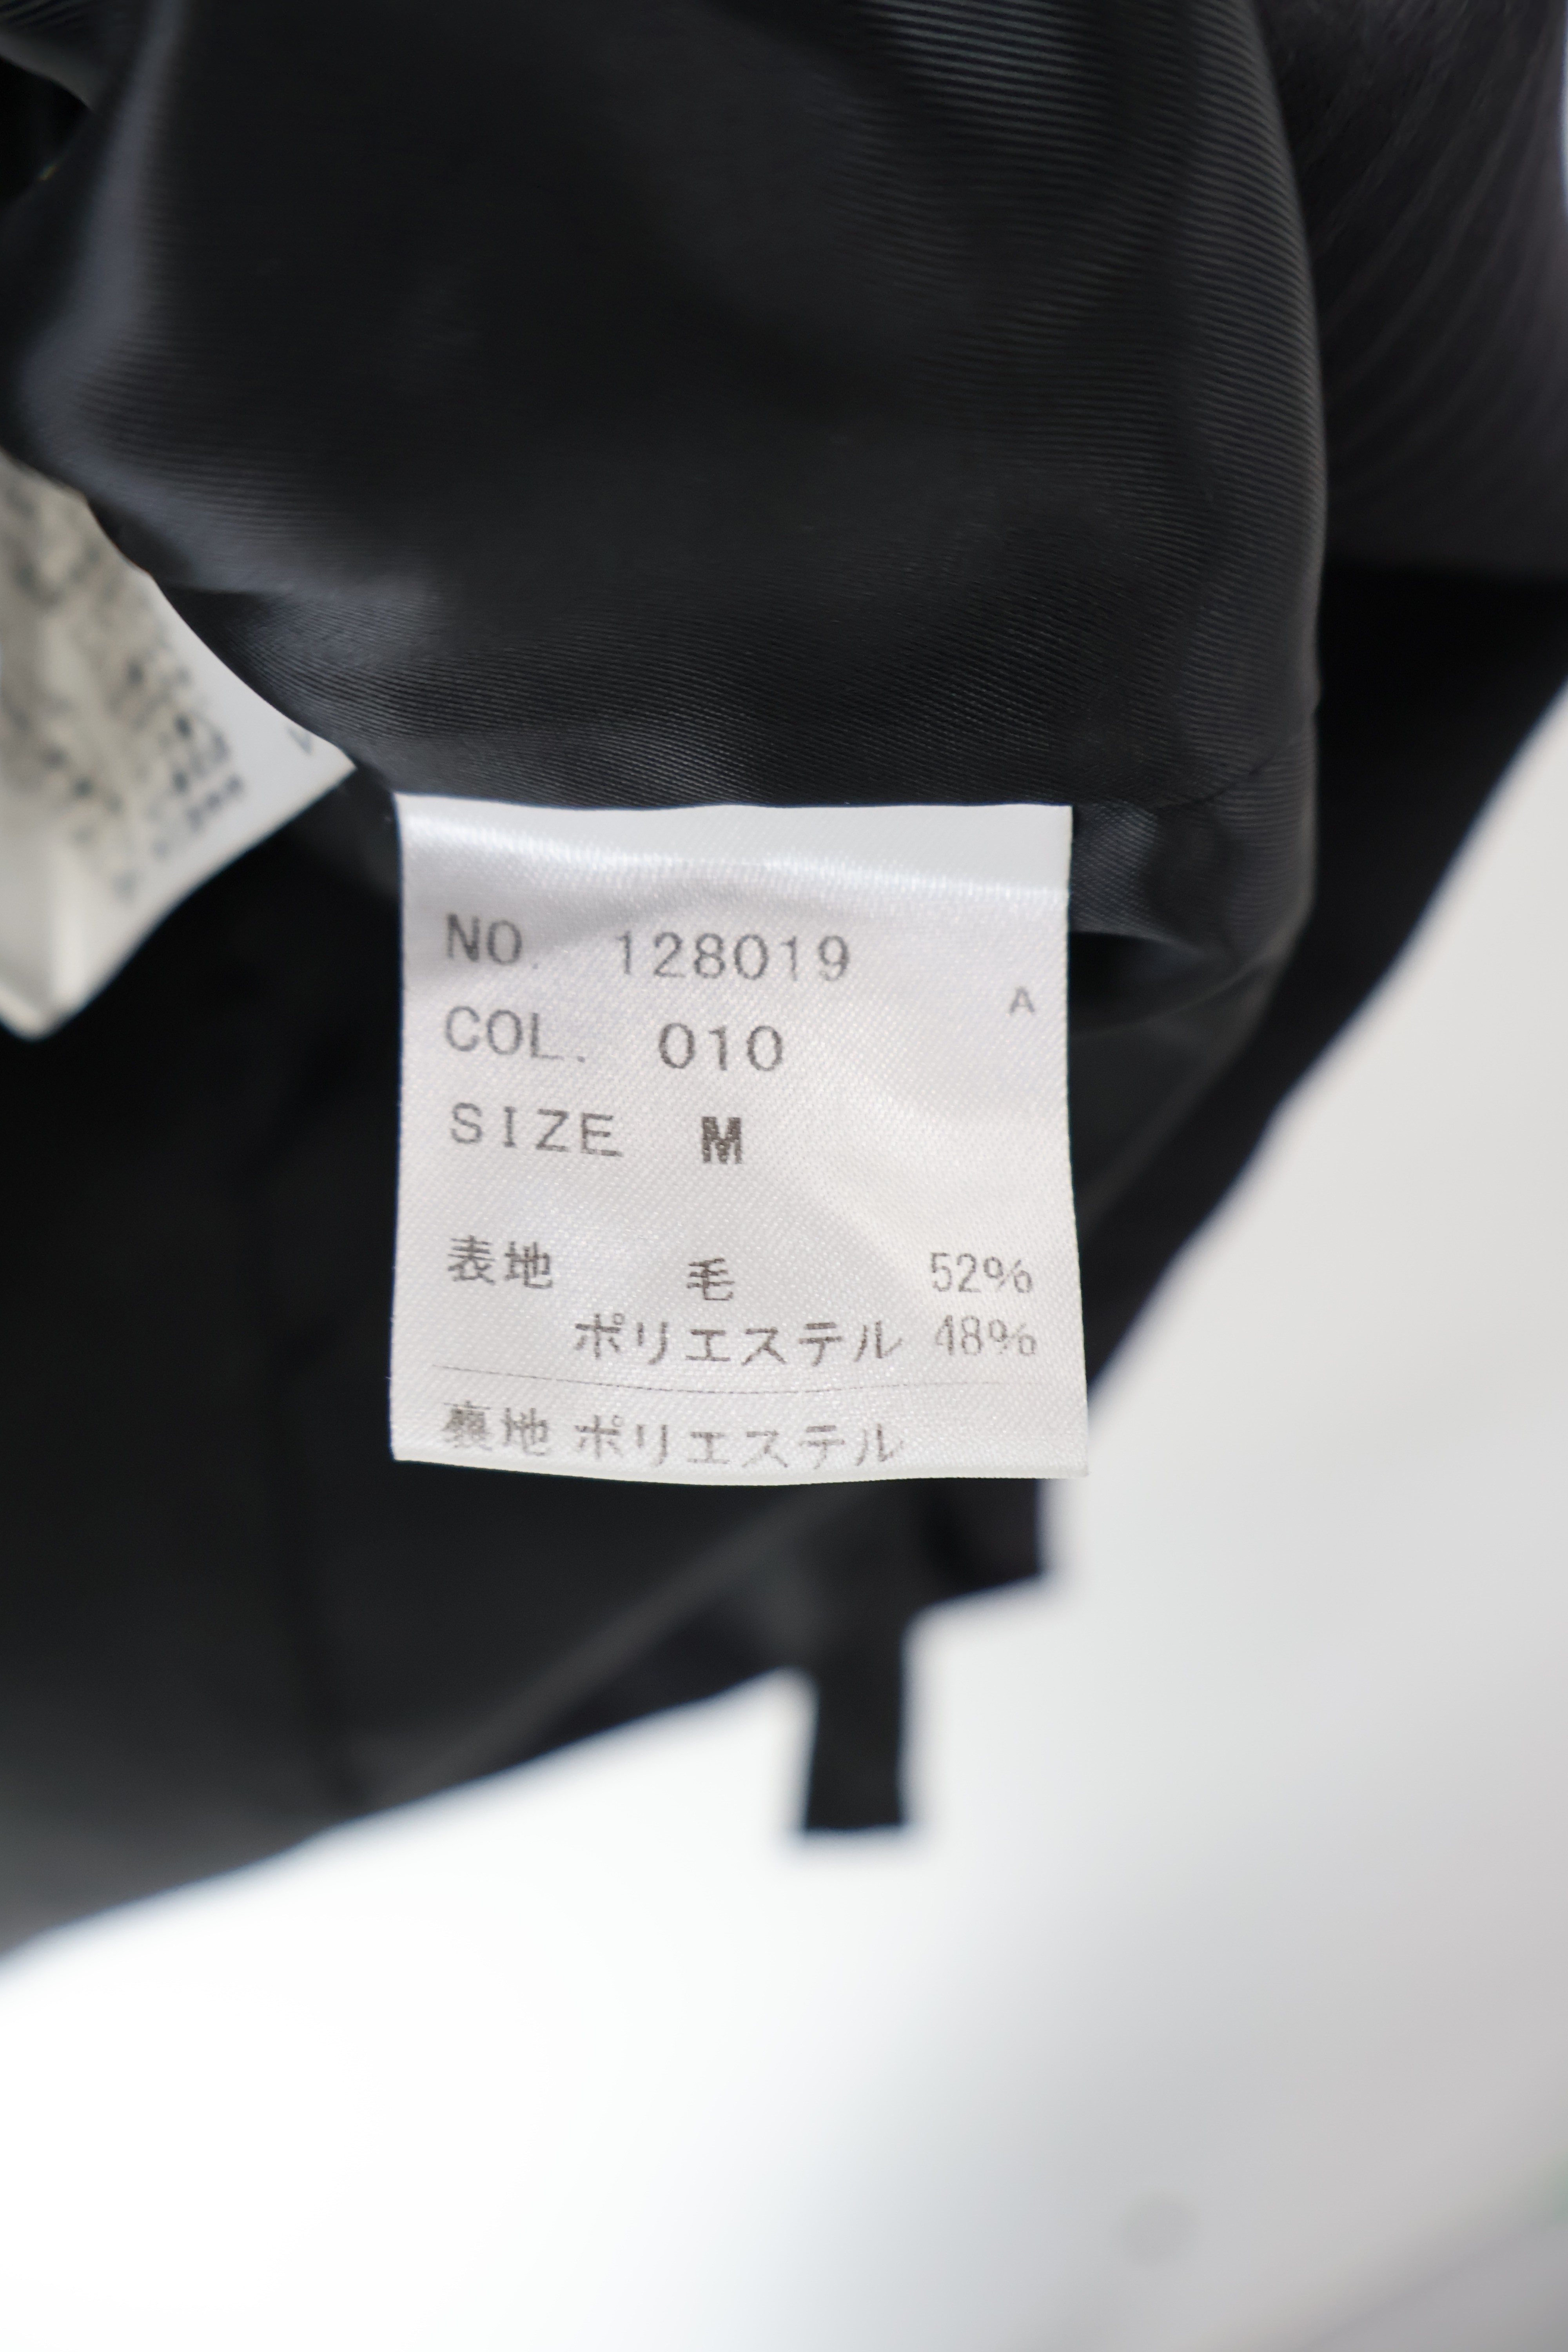 NO. 128019
A
COL. 010
SIZE M
表地 毛 52%
ポリエステル 48%
裏地 ポリエステル